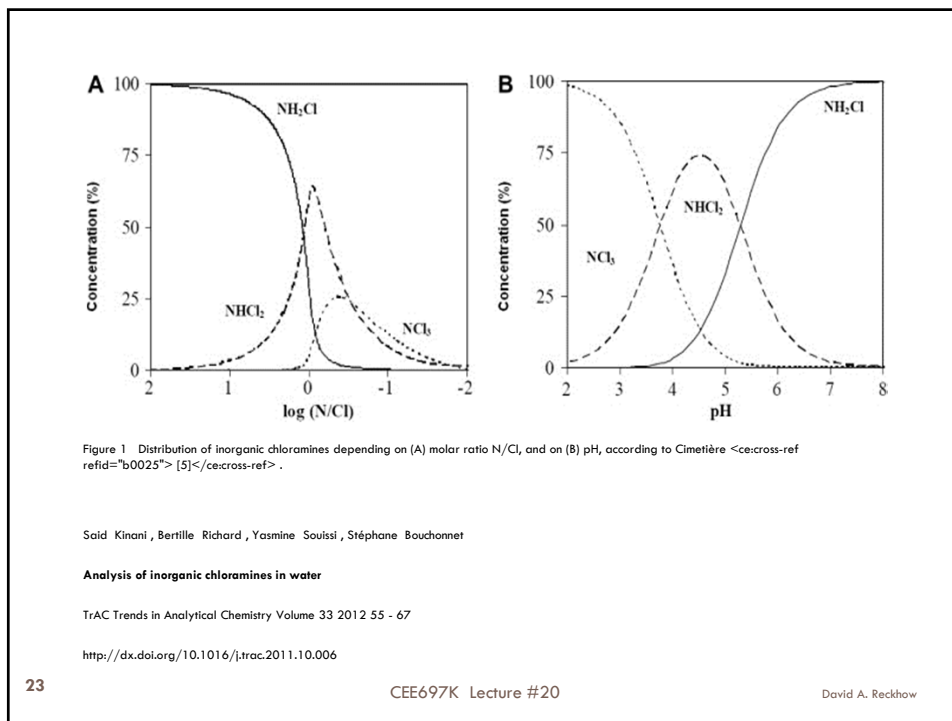 A
100
75
50
25
0
Concentration (%)
NH₂Cl
NHCl₂
NCl₃
2 1 0 -1 -2
log (N/Cl)
B
100
75
50
25
0
Concentration (%)
NH₂Cl
NHCl₂
NCl₃
2 3 4 5 6 7 8
pH
Figure 1 Distribution of inorganic chloramines depending on (A) molar ratio N/Cl, and on (B) pH, according to Cimetière <ce:cross-ref
refid="b0025"> [5]</ce:cross-ref> .
Said Kinani , Bertille Richard , Yasmine Souissi , Stéphane Bouchonnet
Analysis of inorganic chloramines in water
TrAC Trends in Analytical Chemistry Volume 33 2012 55 - 67
http://dx.doi.org/10.1016/j.trac.2011.10.006
23 CEE697K Lecture #20 David A. Reckhow